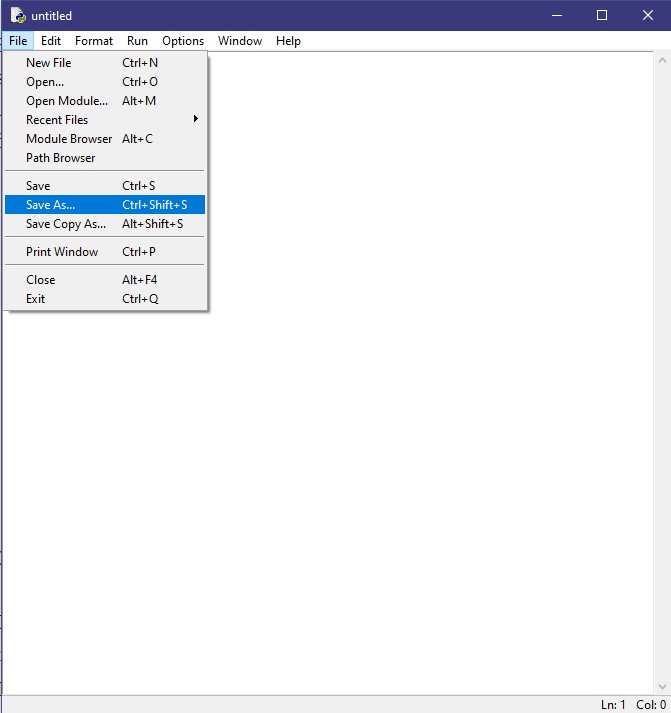 untitled
File Edit Format Run Options Window Help
New File Ctrl+N
Open... Ctrl+O
Open Module... Alt+M
Recent Files
Module Browser Alt+C
Path Browser
Save Ctrl+S
Save As... Ctrl+Shift+S
Save Copy As... Alt+Shift+S
Print Window Ctrl+P
Close Alt+F4
Exit Ctrl+Q
Ln: 1 Col: 0